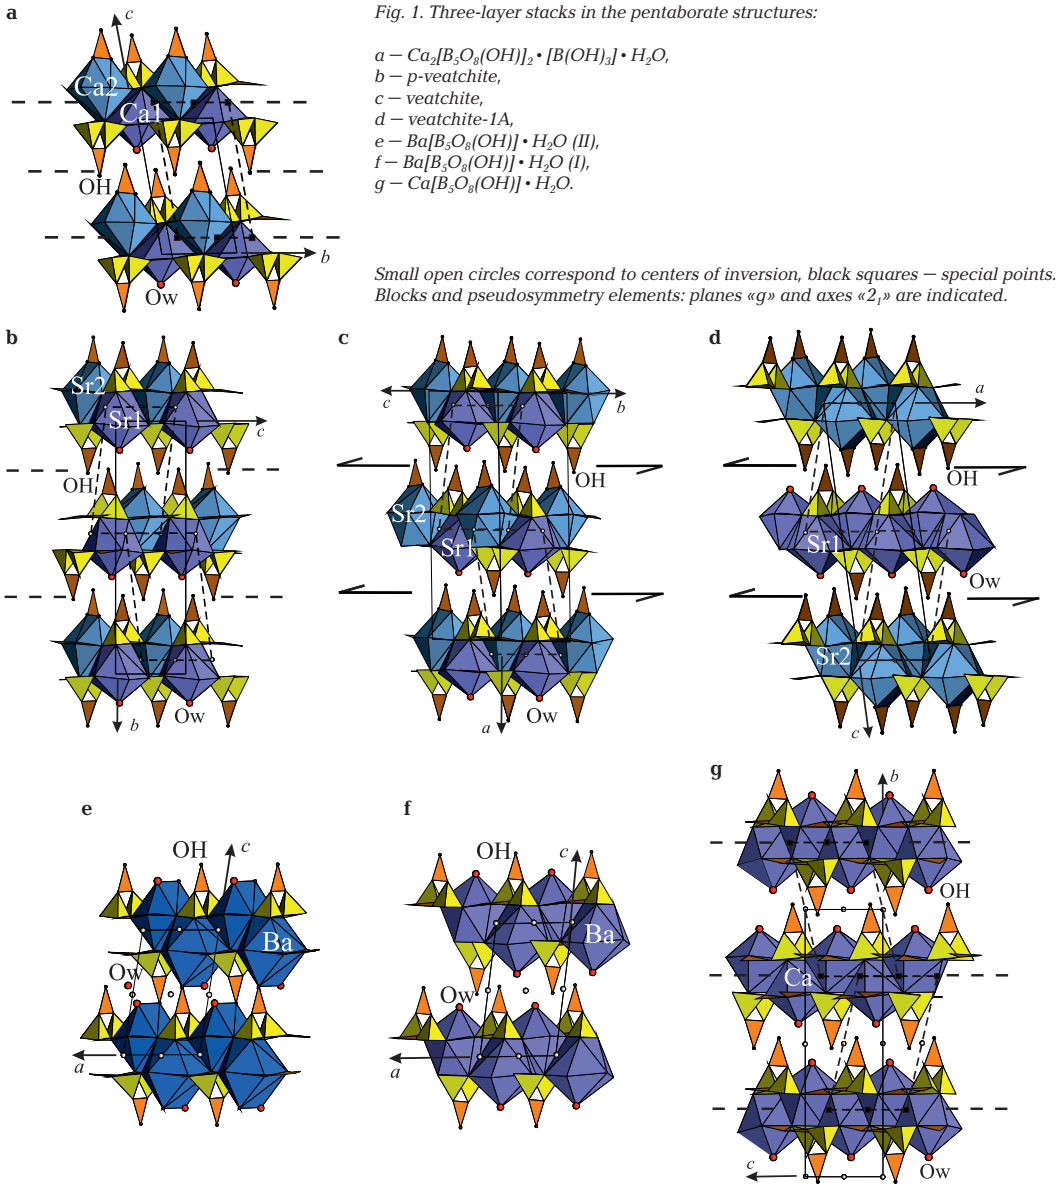 a
c
Fig. 1. Three-layer stacks in the pentaborate structures:
a — Ca₂[B₅O₈(OH)]₂ • [B(OH)₃] • H₂O,
b — p-veatchite,
c — veatchite,
d — veatchite-1A,
e — Ba[B₅O₈(OH)] • H₂O (II),
f — Ba[B₅O₈(OH)] • H₂O (I),
g — Ca[B₅O₈(OH)] • H₂O.
Ca2
Ca1
OH
b
Ow
Small open circles correspond to centers of inversion, black squares — special points.
Blocks and pseudosymmetry elements: planes «g» and axes «2₁» are indicated.
b
Sr2
Sr1
c
OH
Ow
b
c
c
b
OH
Sr2
Sr1
Ow
a
d
a
OH
Sr1
Ow
Sr2
c
e
OH
c
Ba
Ow
a
f
OH
c
Ba
Ow
a
g
b
OH
Ca
c
Ow